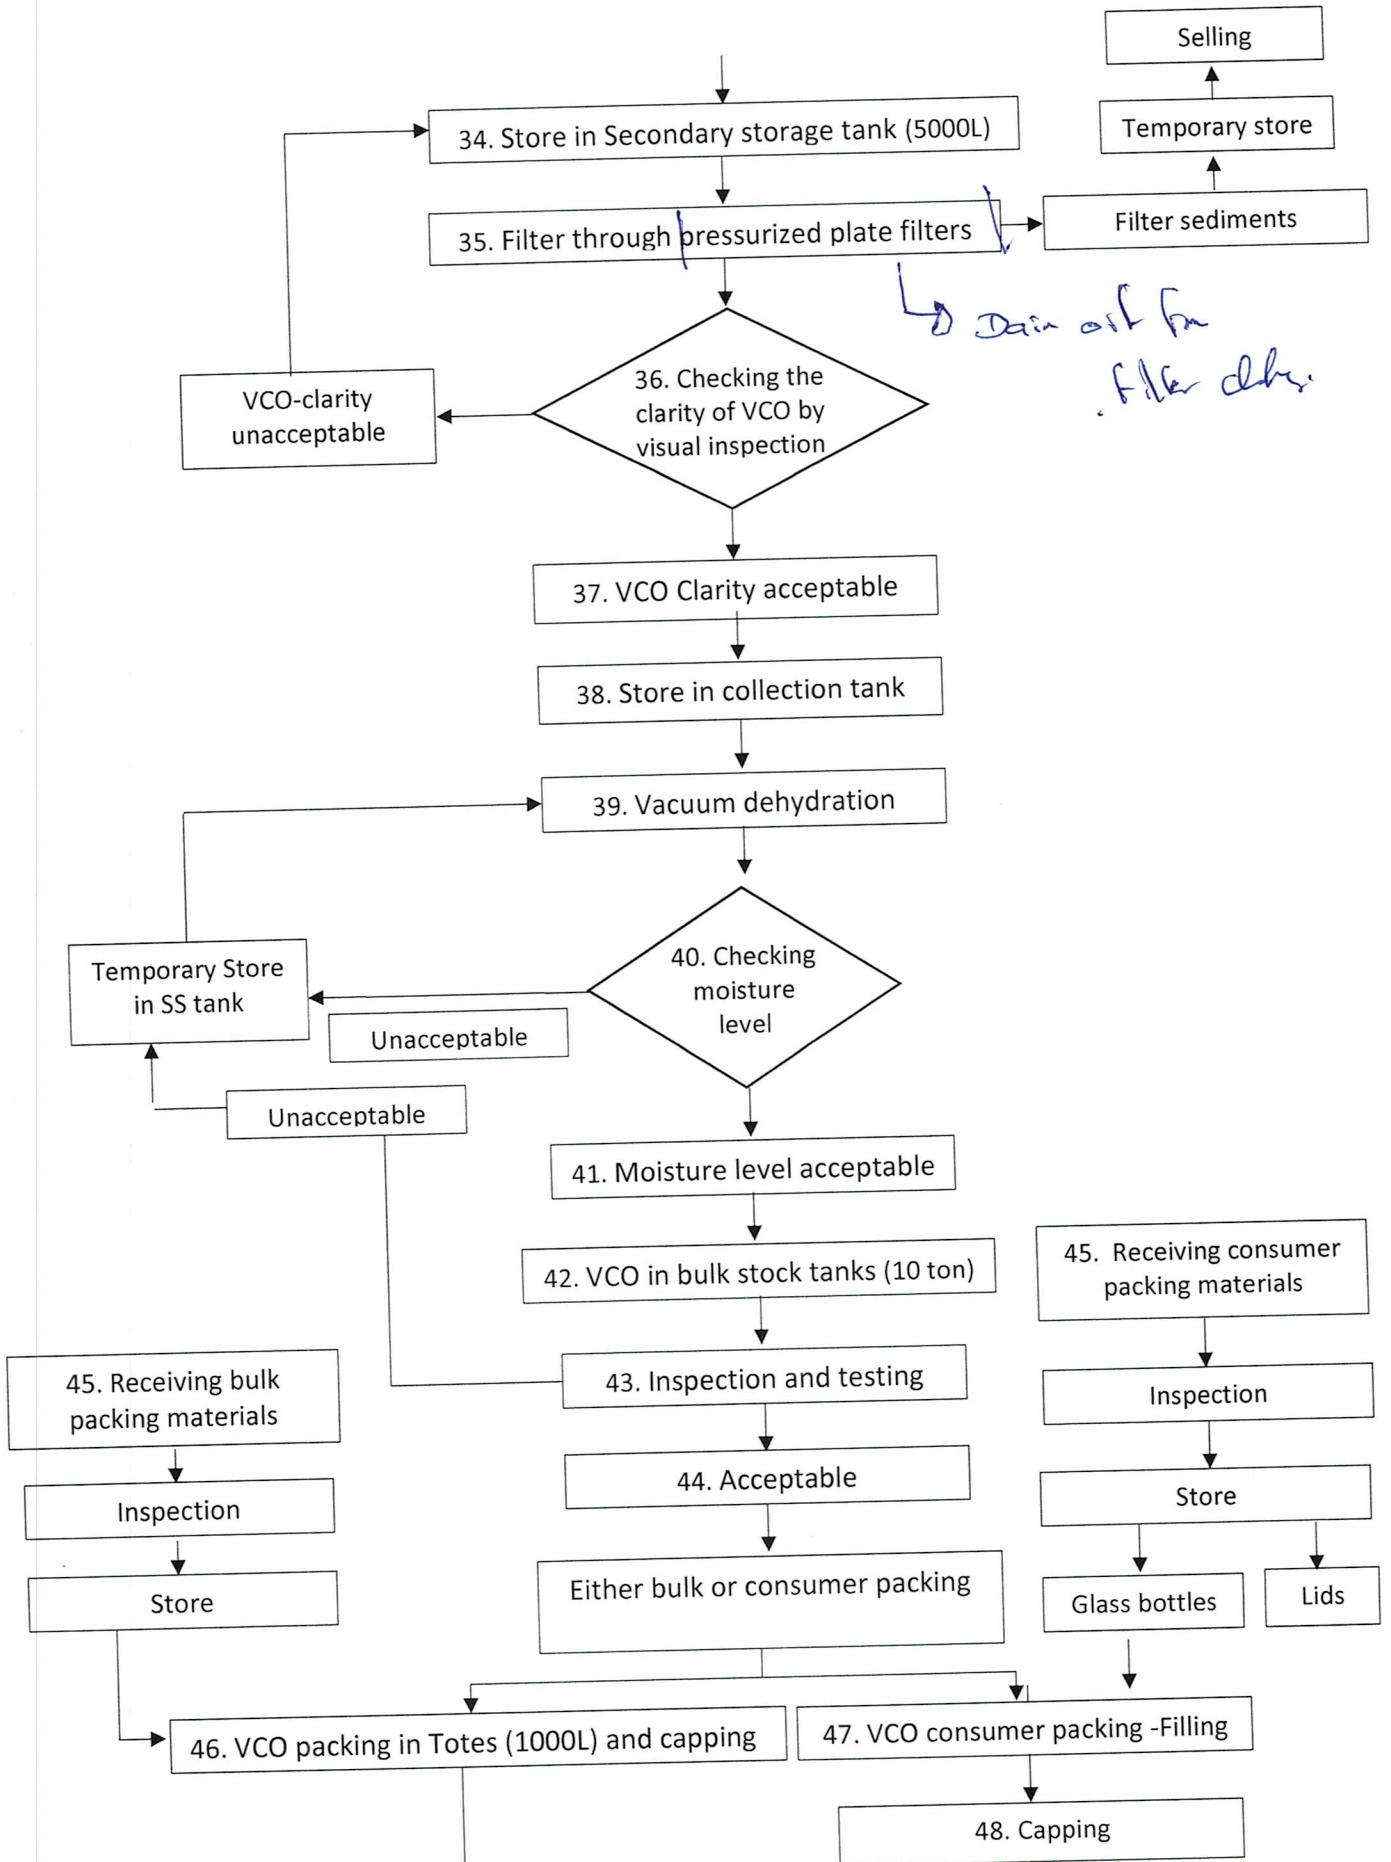 Selling
Temporary store
34. Store in Secondary storage tank (5000L)
35. Filter through pressurized plate filters
Filter sediments
36. Checking the
clarity of VCO by
visual inspection
VCO-clarity
unacceptable
37. VCO Clarity acceptable
38. Store in collection tank
39. Vacuum dehydration
40. Checking
moisture
level
Temporary Store
in SS tank
Unacceptable
Unacceptable
41. Moisture level acceptable
42. VCO in bulk stock tanks (10 ton)
43. Inspection and testing
44. Acceptable
Either bulk or consumer packing
45. Receiving bulk
packing materials
Inspection
Store
45. Receiving consumer
packing materials
Inspection
Store
Glass bottles
Lids
46. VCO packing in Totes (1000L) and capping
47. VCO consumer packing -Filling
48. Capping